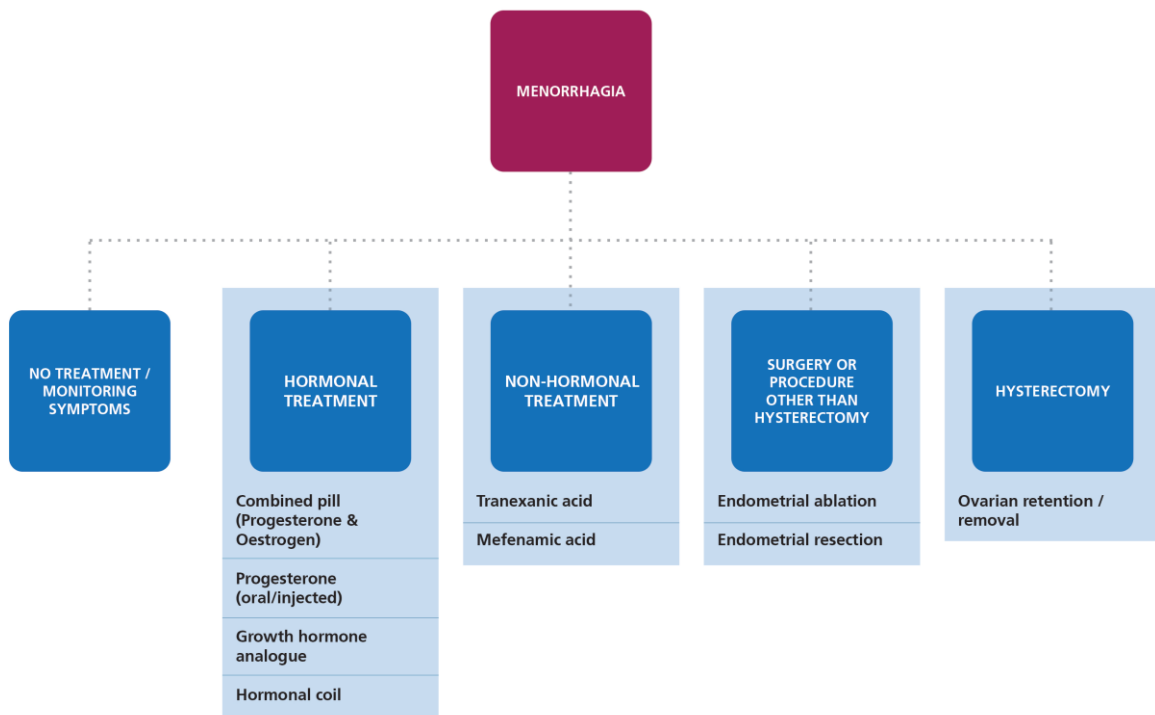 MENORRHAGIA
NO TREATMENT /
MONITORING
SYMPTOMS
HORMONAL
TREATMENT
Combined pill
(Progesterone &
Oestrogen)
Progesterone
(oral/injected)
Growth hormone
analogue
Hormonal coil
NON-HORMONAL
TREATMENT
Tranexanic acid
Mefenamic acid
SURGERY OR
PROCEDURE
OTHER THAN
HYSTERECTOMY
Endometrial ablation
Endometrial resection
HYSTERECTOMY
Ovarian retention /
removal